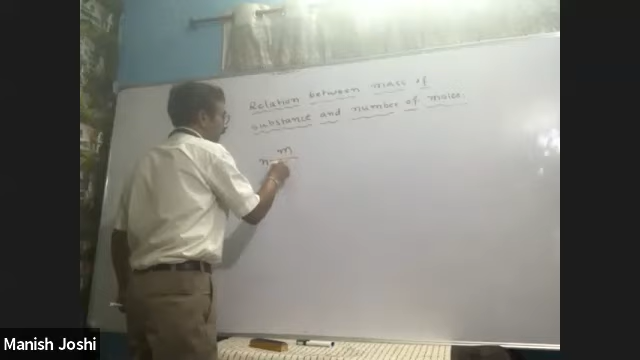 Relation between mass of
substance and number of moles.
n= m
Manish Joshi